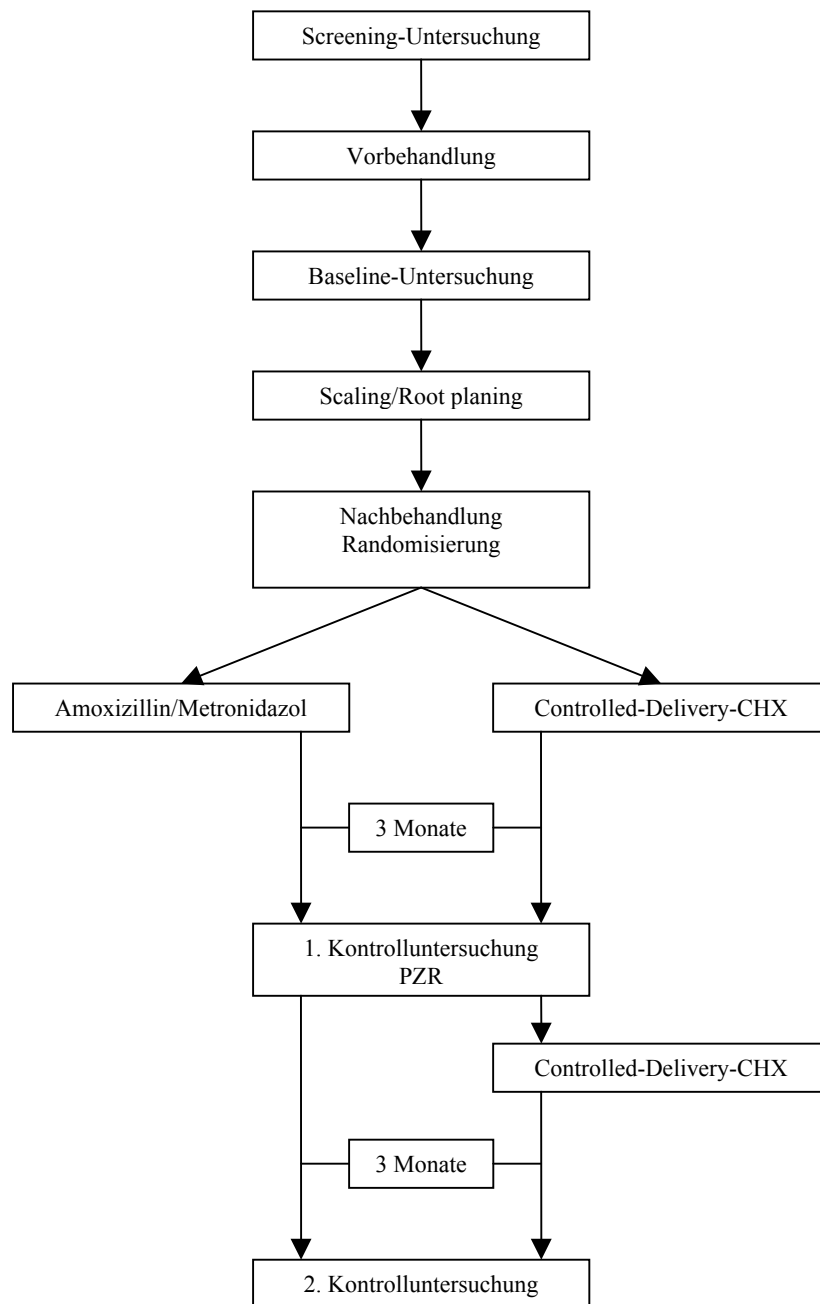 Screening-Untersuchung
Vorbehandlung
Baseline-Untersuchung
Scaling/Root planing
Nachbehandlung
Randomisierung
Amoxizillin/Metronidazol
Controlled-Delivery-CHX
3 Monate
1. Kontrolluntersuchung
PZR
Controlled-Delivery-CHX
3 Monate
2. Kontrolluntersuchung